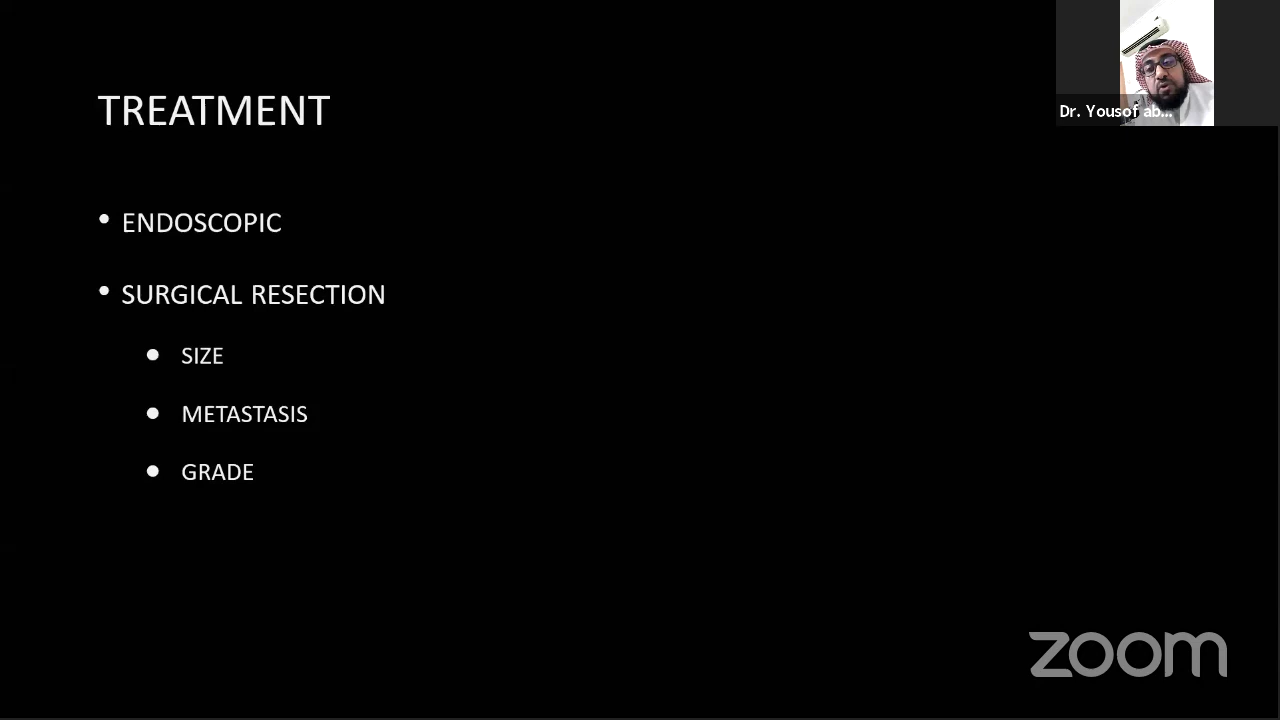 TREATMENT
Dr. Yousof ab...
• ENDOSCOPIC
• SURGICAL RESECTION
● SIZE
● METASTASIS
● GRADE
zoom